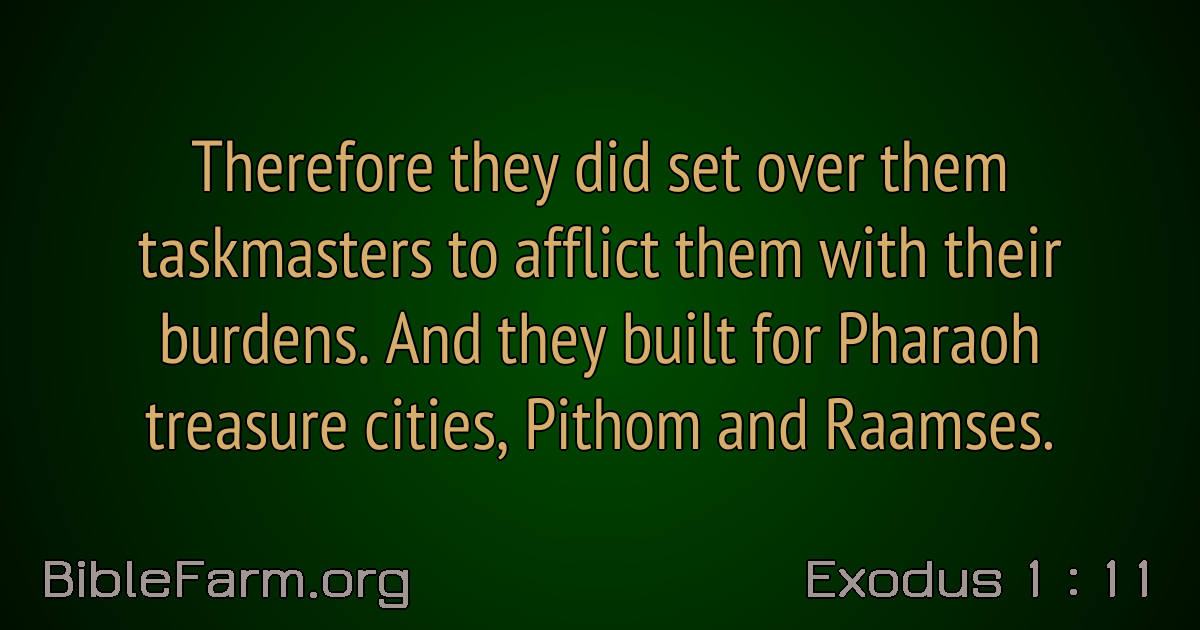 Therefore they did set over them
taskmasters to afflict them with their
burdens. And they built for Pharaoh
treasure cities, Pithom and Raamses.
BibleFarm.org
Exodus 1 : 11